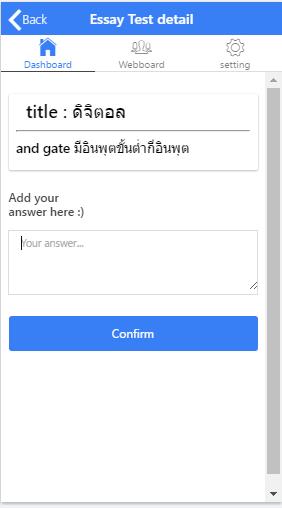 Back
Essay Test detail
Dashboard
Webboard
setting
title : ดิจิตอล
and gate มีอินพุตขั้นต่ำกี่อินพุต
Add your
answer here :)
Your answer...
Confirm